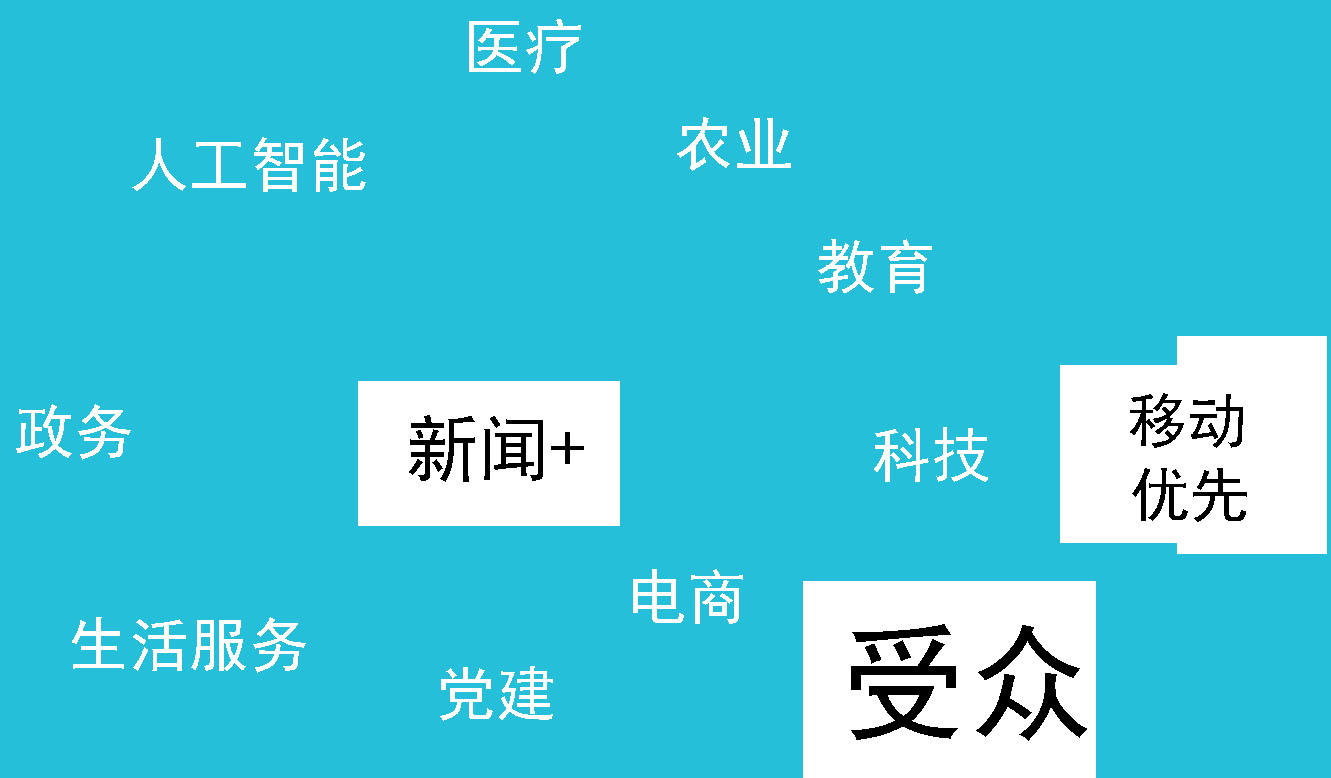 医疗
农业
人工智能
教育
政务
新闻+
科技
移动
优先
电商
生活服务
党建
受众